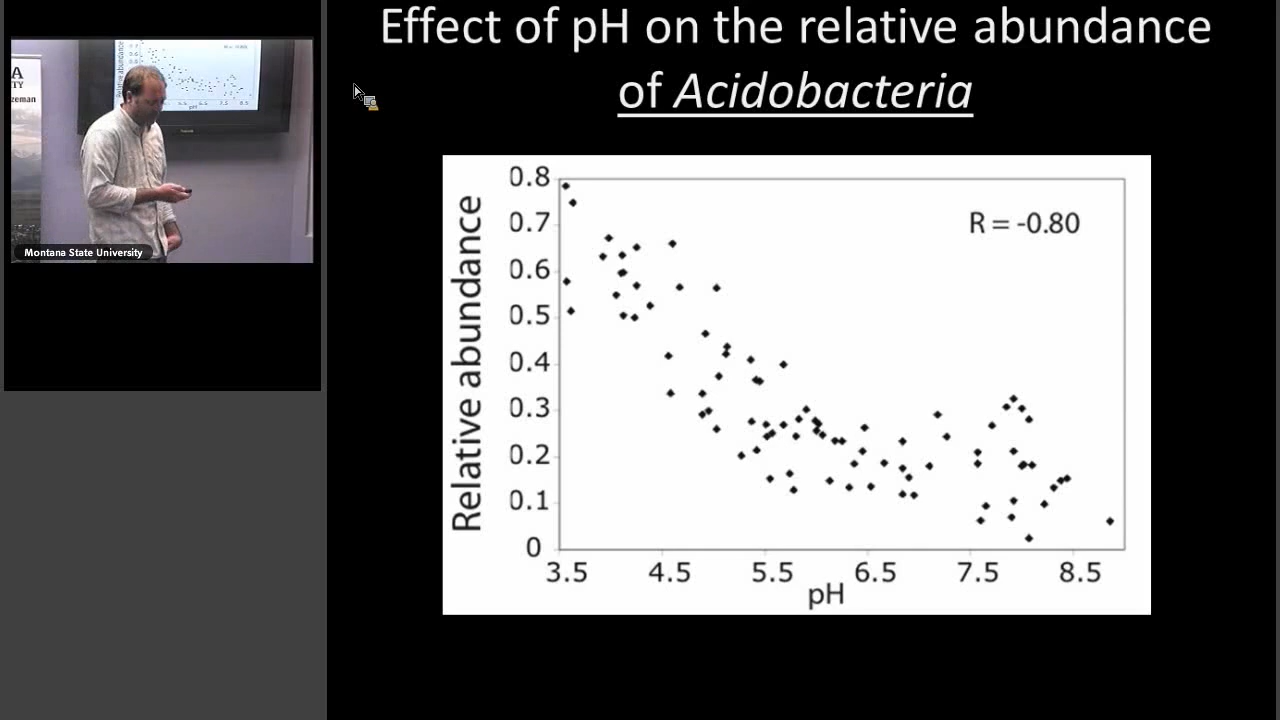 Effect of pH on the relative abundance
of Acidobacteria
A
TY
zeman
Montana State University
Relative abundance
0.8
0.7
0.6
0.5
0.4
0.3
0.2
0.1
0
R = -0.80
3.5 4.5 5.5 6.5 7.5 8.5
pH